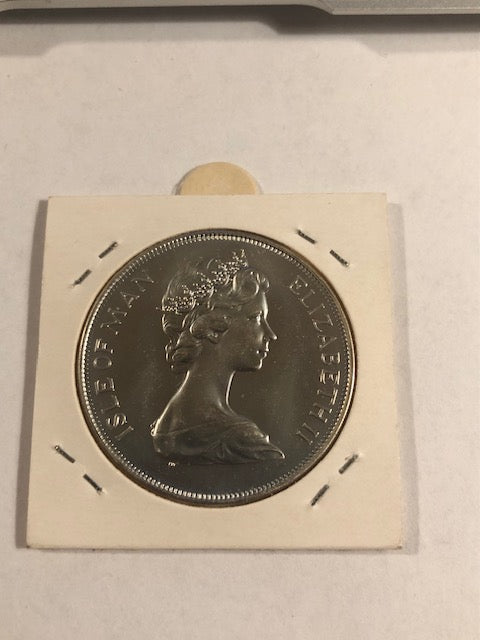 ISLE OF MAN
ELIZABETH II